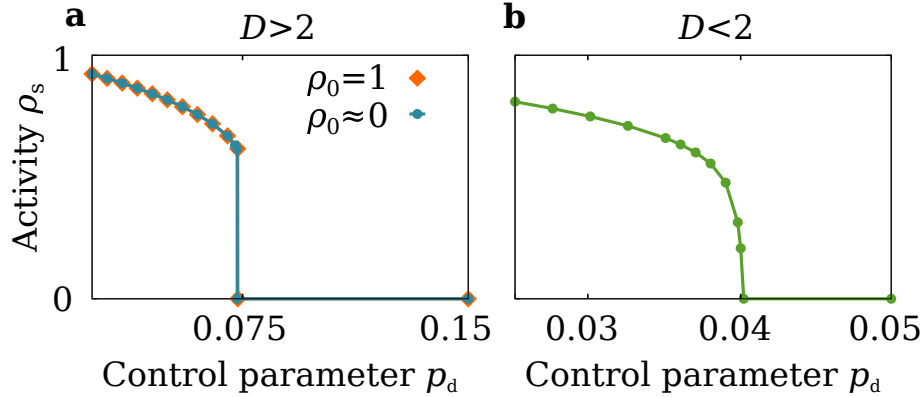 a
D>2
b
D<2
Activity ρs
1
0
ρ0=1
ρ0≈0
0.075
0.15
0.03
0.04
0.05
Control parameter pd
Control parameter pd